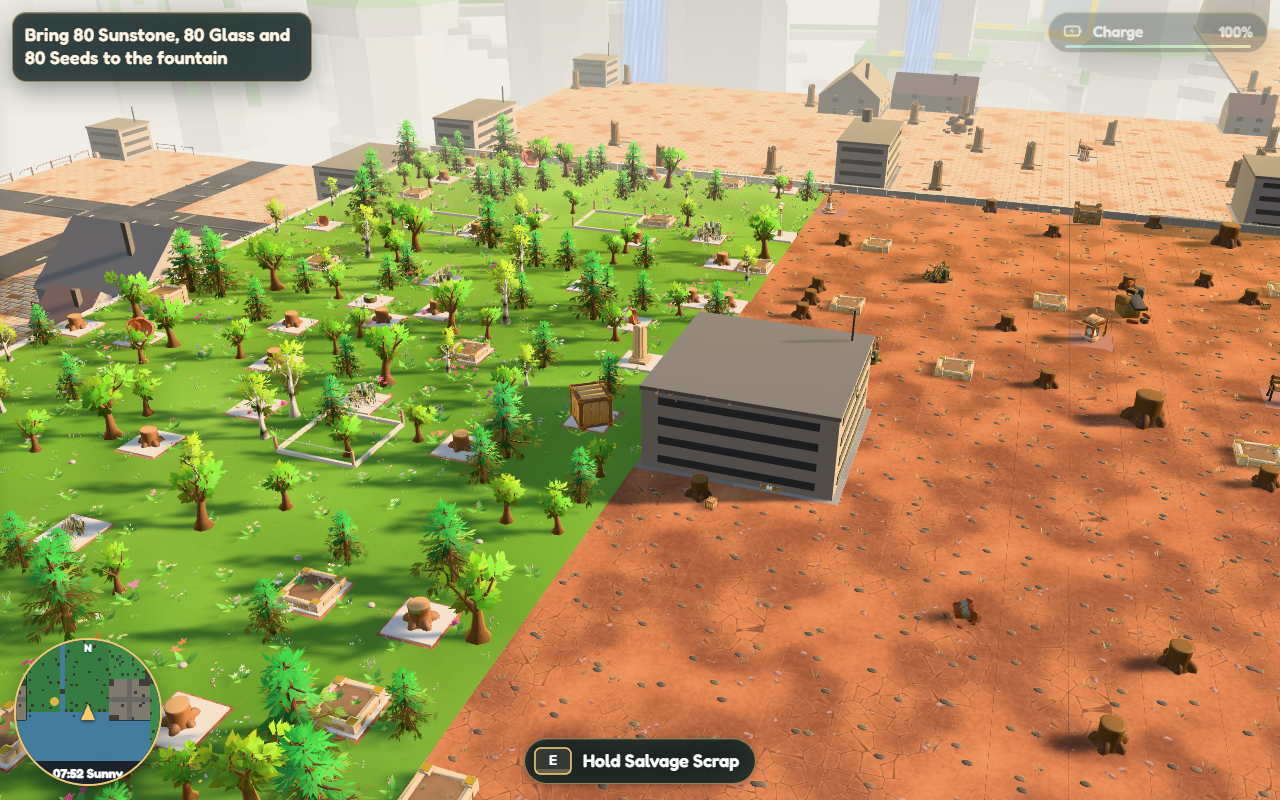 Bring 80 Sunstone, 80 Glass and
80 Seeds to the fountain
Charge 100%
N
07:52 Sunny
E Hold Salvage Scrap